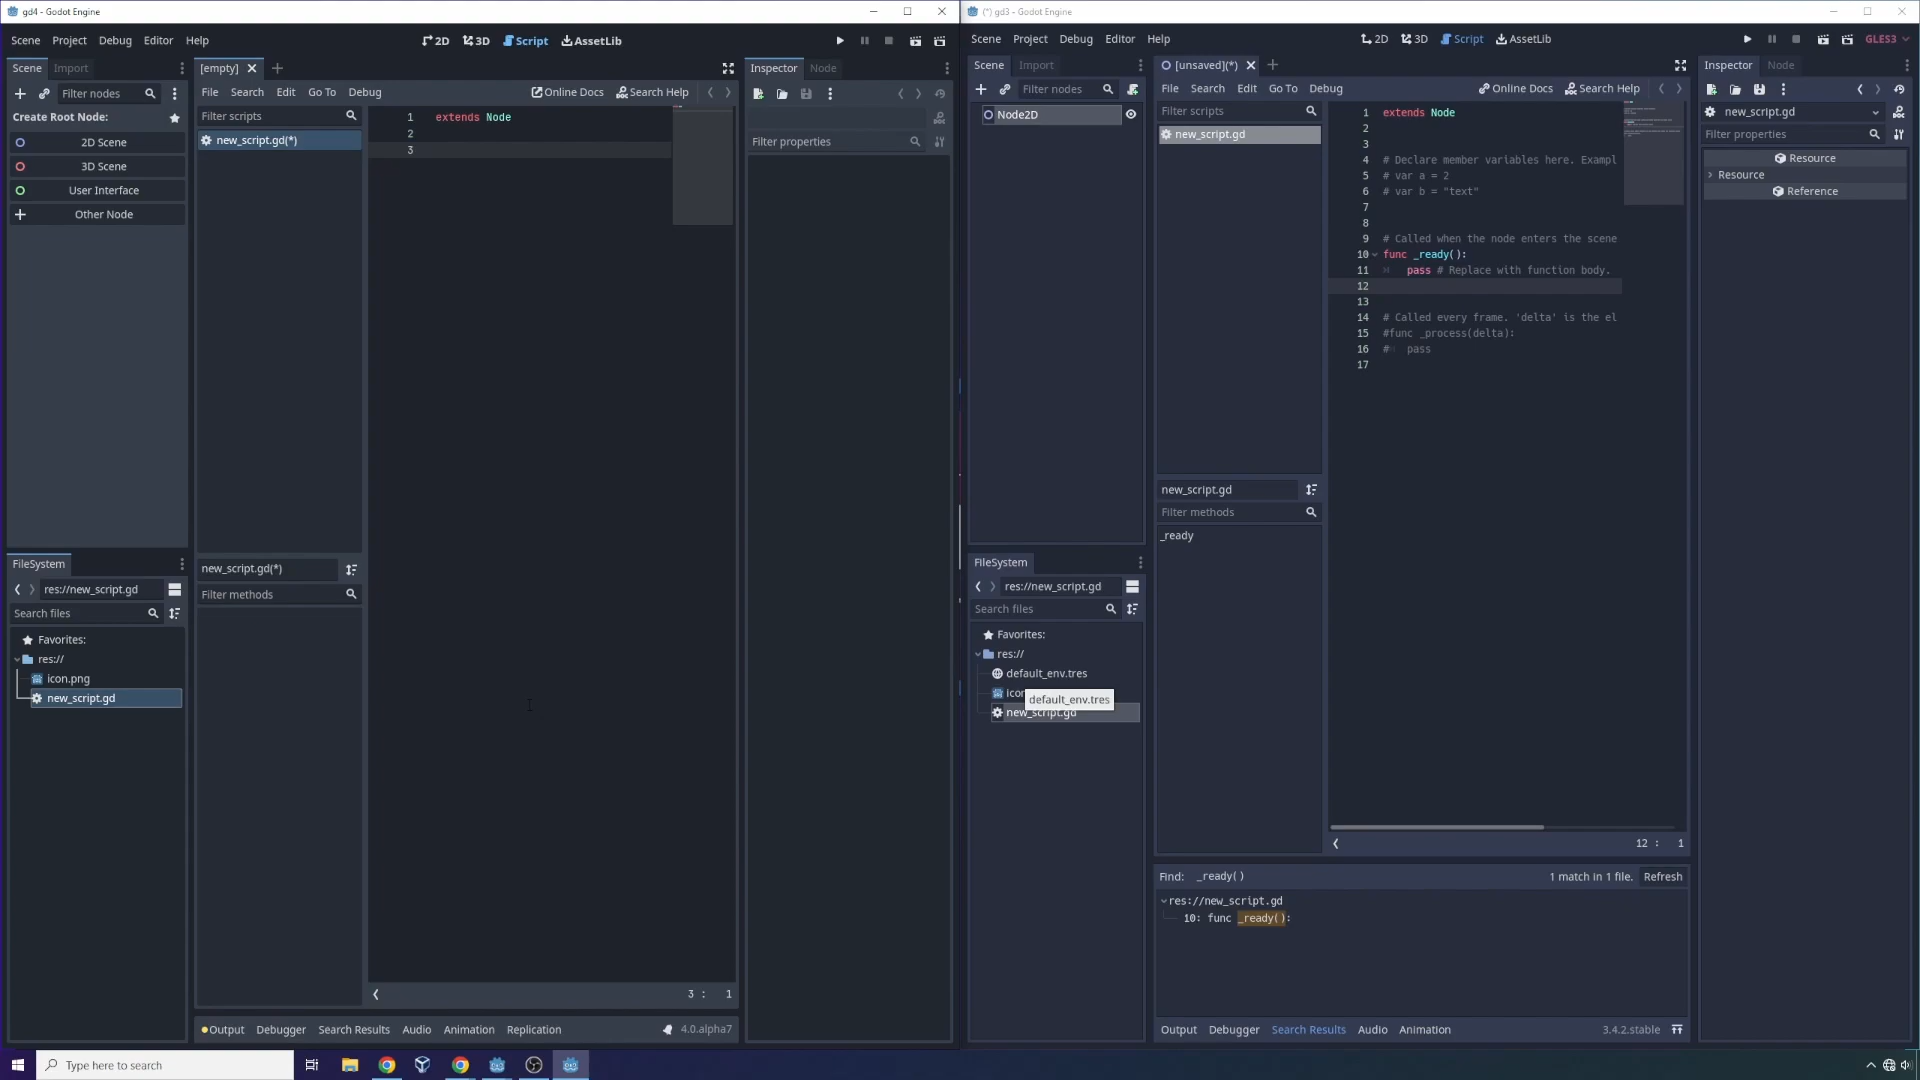 gd4 - Godot Engine
Scene Project Debug Editor Help
2D 3D Script AssetLib
Scene Import
[empty]
Inspector Node
Filter nodes
File Search Edit Go To Debug
Online Docs Search Help
Create Root Node:
Filter scripts
new_script.gd(*)
2D Scene
3D Scene
User Interface
Other Node
1 extends Node
2
3
Filter properties
FileSystem
res://new_script.gd
Search files
Favorites:
res://
icon.png
new_script.gd
new_script.gd(*)
Filter methods
3 : 1
Output Debugger Search Results Audio Animation Replication 4.0.alpha7
(*) gd3 - Godot Engine
Scene Project Debug Editor Help
2D 3D Script AssetLib
GLES3
Scene Import
[unsaved](*)
Inspector Node
Filter nodes
File Search Edit Go To Debug
Online Docs Search Help
Node2D
Filter scripts
new_script.gd
1 extends Node
2
3
4 # Declare member variables here. Exampl
5 # var a = 2
6 # var b = "text"
7
8
9 # Called when the node enters the scene
10 func _ready():
11 pass # Replace with function body.
12
13
14 # Called every frame. 'delta' is the el
15 #func _process(delta):
16 # pass
17
new_script.gd
Filter properties
Resource
Resource
Reference
new_script.gd
Filter methods
_ready
FileSystem
res://new_script.gd
Search files
Favorites:
res://
default_env.tres
icon
default_env.tres
new_script.gd
12 : 1
Find: _ready() 1 match in 1 file. Refresh
res://new_script.gd
10: func _ready():
Output Debugger Search Results Audio Animation 3.4.2.stable
Type here to search